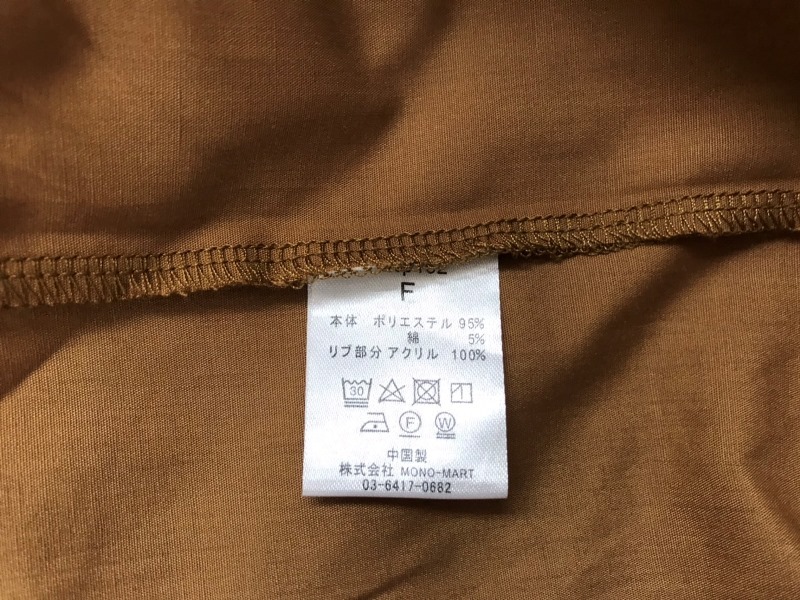 F
本体 ポリエステル 95%
綿 5%
リブ部分 アクリル 100%
30
F W
中国製
株式会社 MONO-MART
03-6417-0682